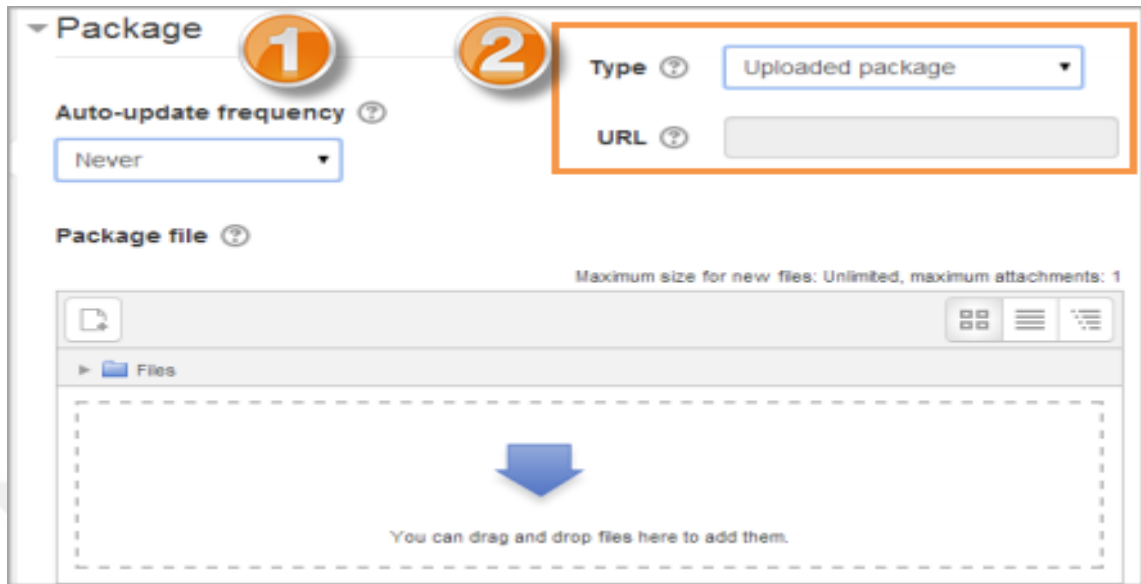 Package
1
2
Type
Uploaded package
URL
Auto-update frequency
Never
Package file
Maximum size for new files: Unlimited, maximum attachments: 1
Files
You can drag and drop files here to add them.